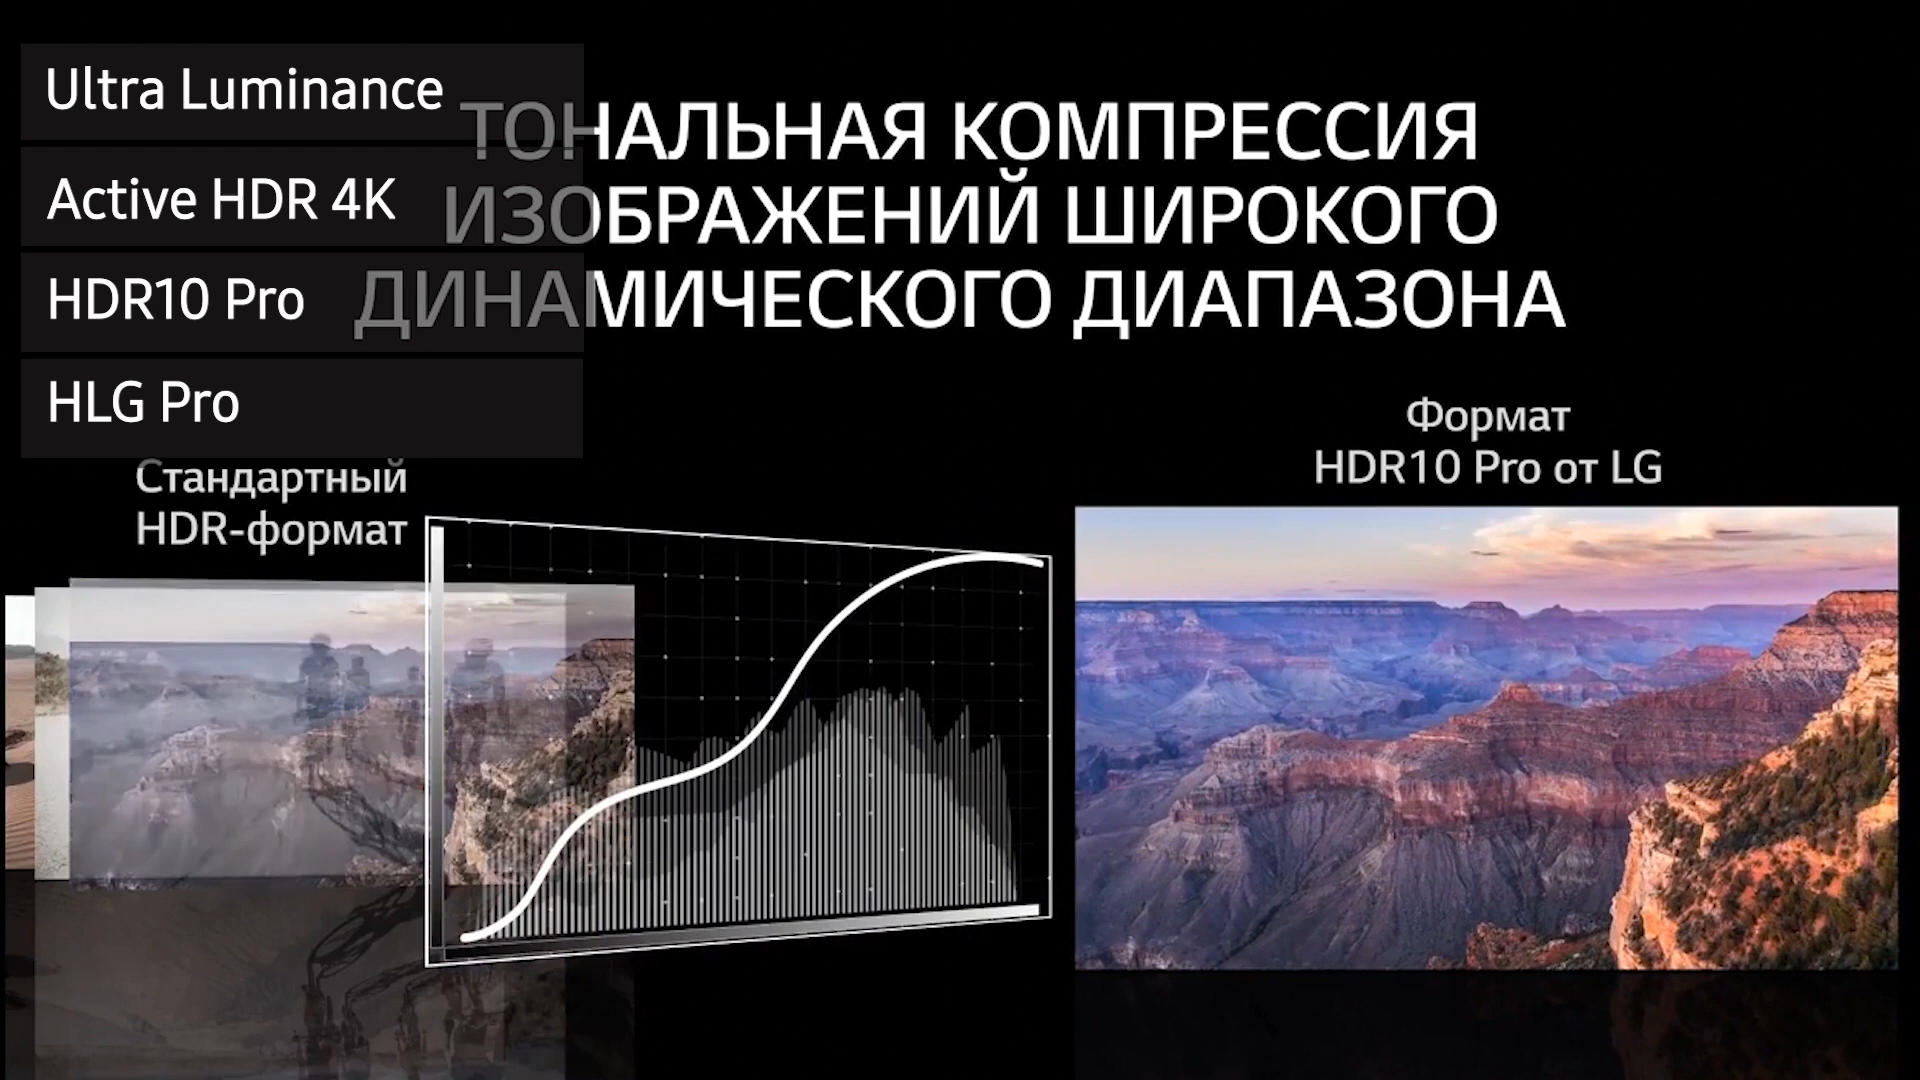 Ultra Luminance
Active HDR 4K
HDR10 Pro
HLG Pro
ТОНАЛЬНАЯ КОМПРЕССИЯ
ИЗОБРАЖЕНИЙ ШИРОКОГО
ДИНАМИЧЕСКОГО ДИАПАЗОНА
Стандартный
HDR-формат
Формат
HDR10 Pro от LG